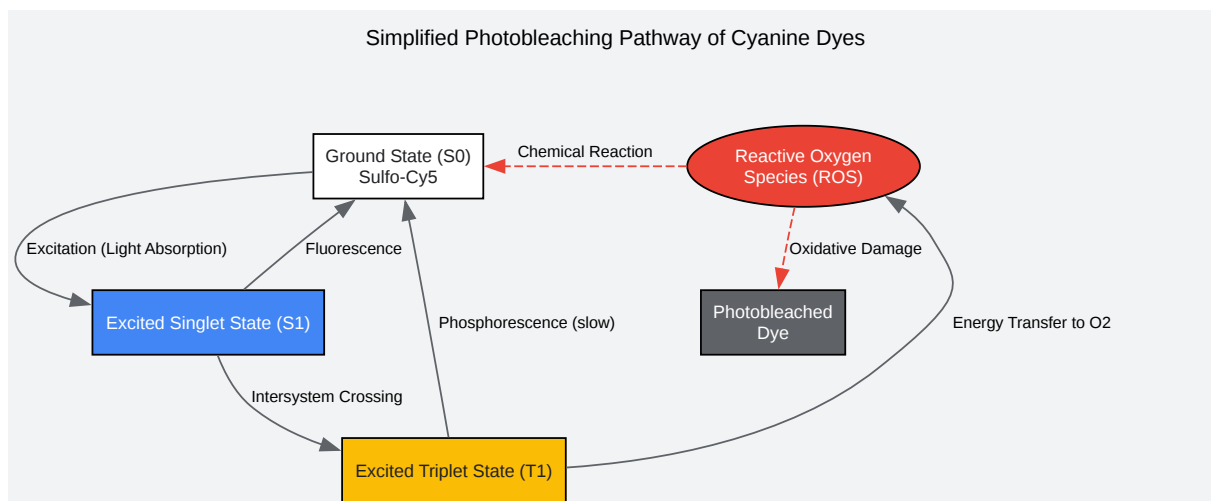 Simplified Photobleaching Pathway of Cyanine Dyes
Ground State (S0)
Sulfo-Cy5
Chemical Reaction
Reactive Oxygen
Species (ROS)
Excitation (Light Absorption)
Fluorescence
Oxidative Damage
Excited Singlet State (S1)
Phosphorescence (slow)
Photobleached
Dye
Energy Transfer to O2
Intersystem Crossing
Excited Triplet State (T1)